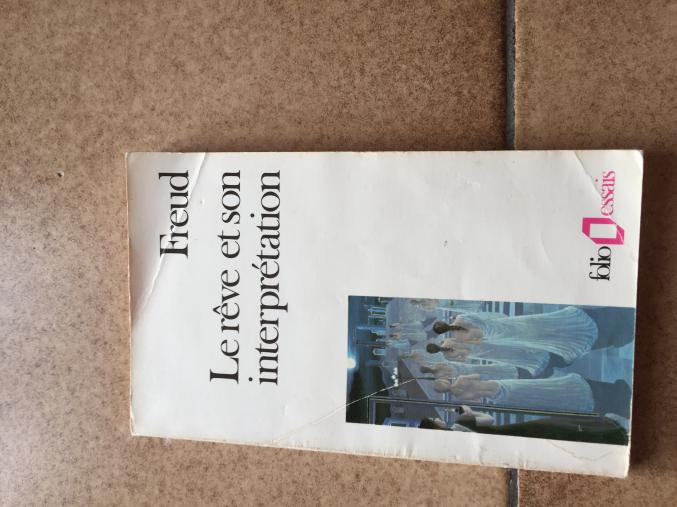 Freud
Le rêve et son
interprétation
folio essais